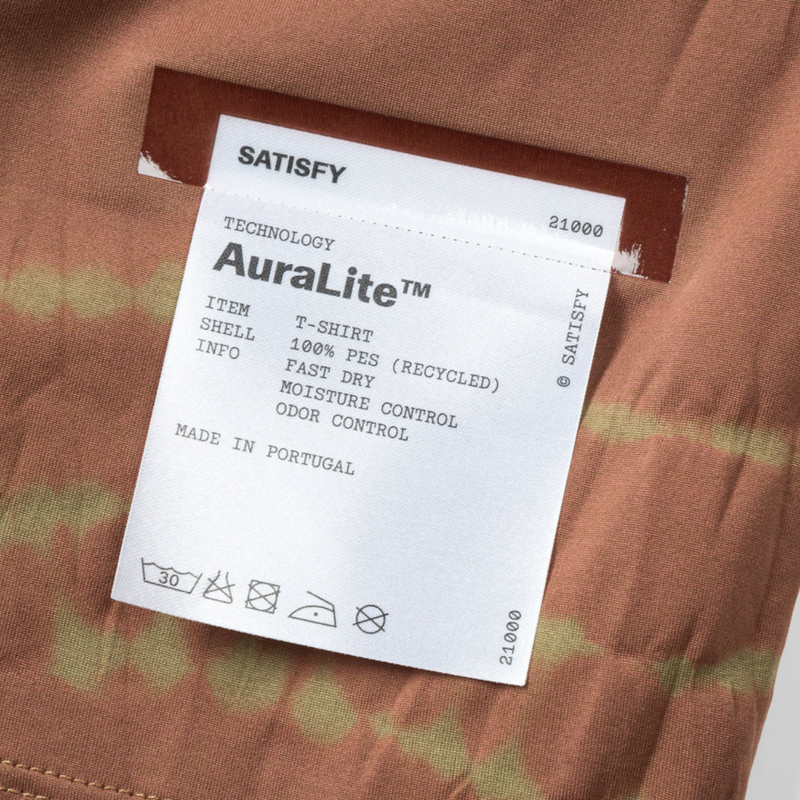 SATISFY
21000
TECHNOLOGY
AuraLite™
ITEM T-SHIRT
SHELL 100% PES (RECYCLED)
INFO FAST DRY
MOISTURE CONTROL
ODOR CONTROL
MADE IN PORTUGAL
© SATISFY
30
21000